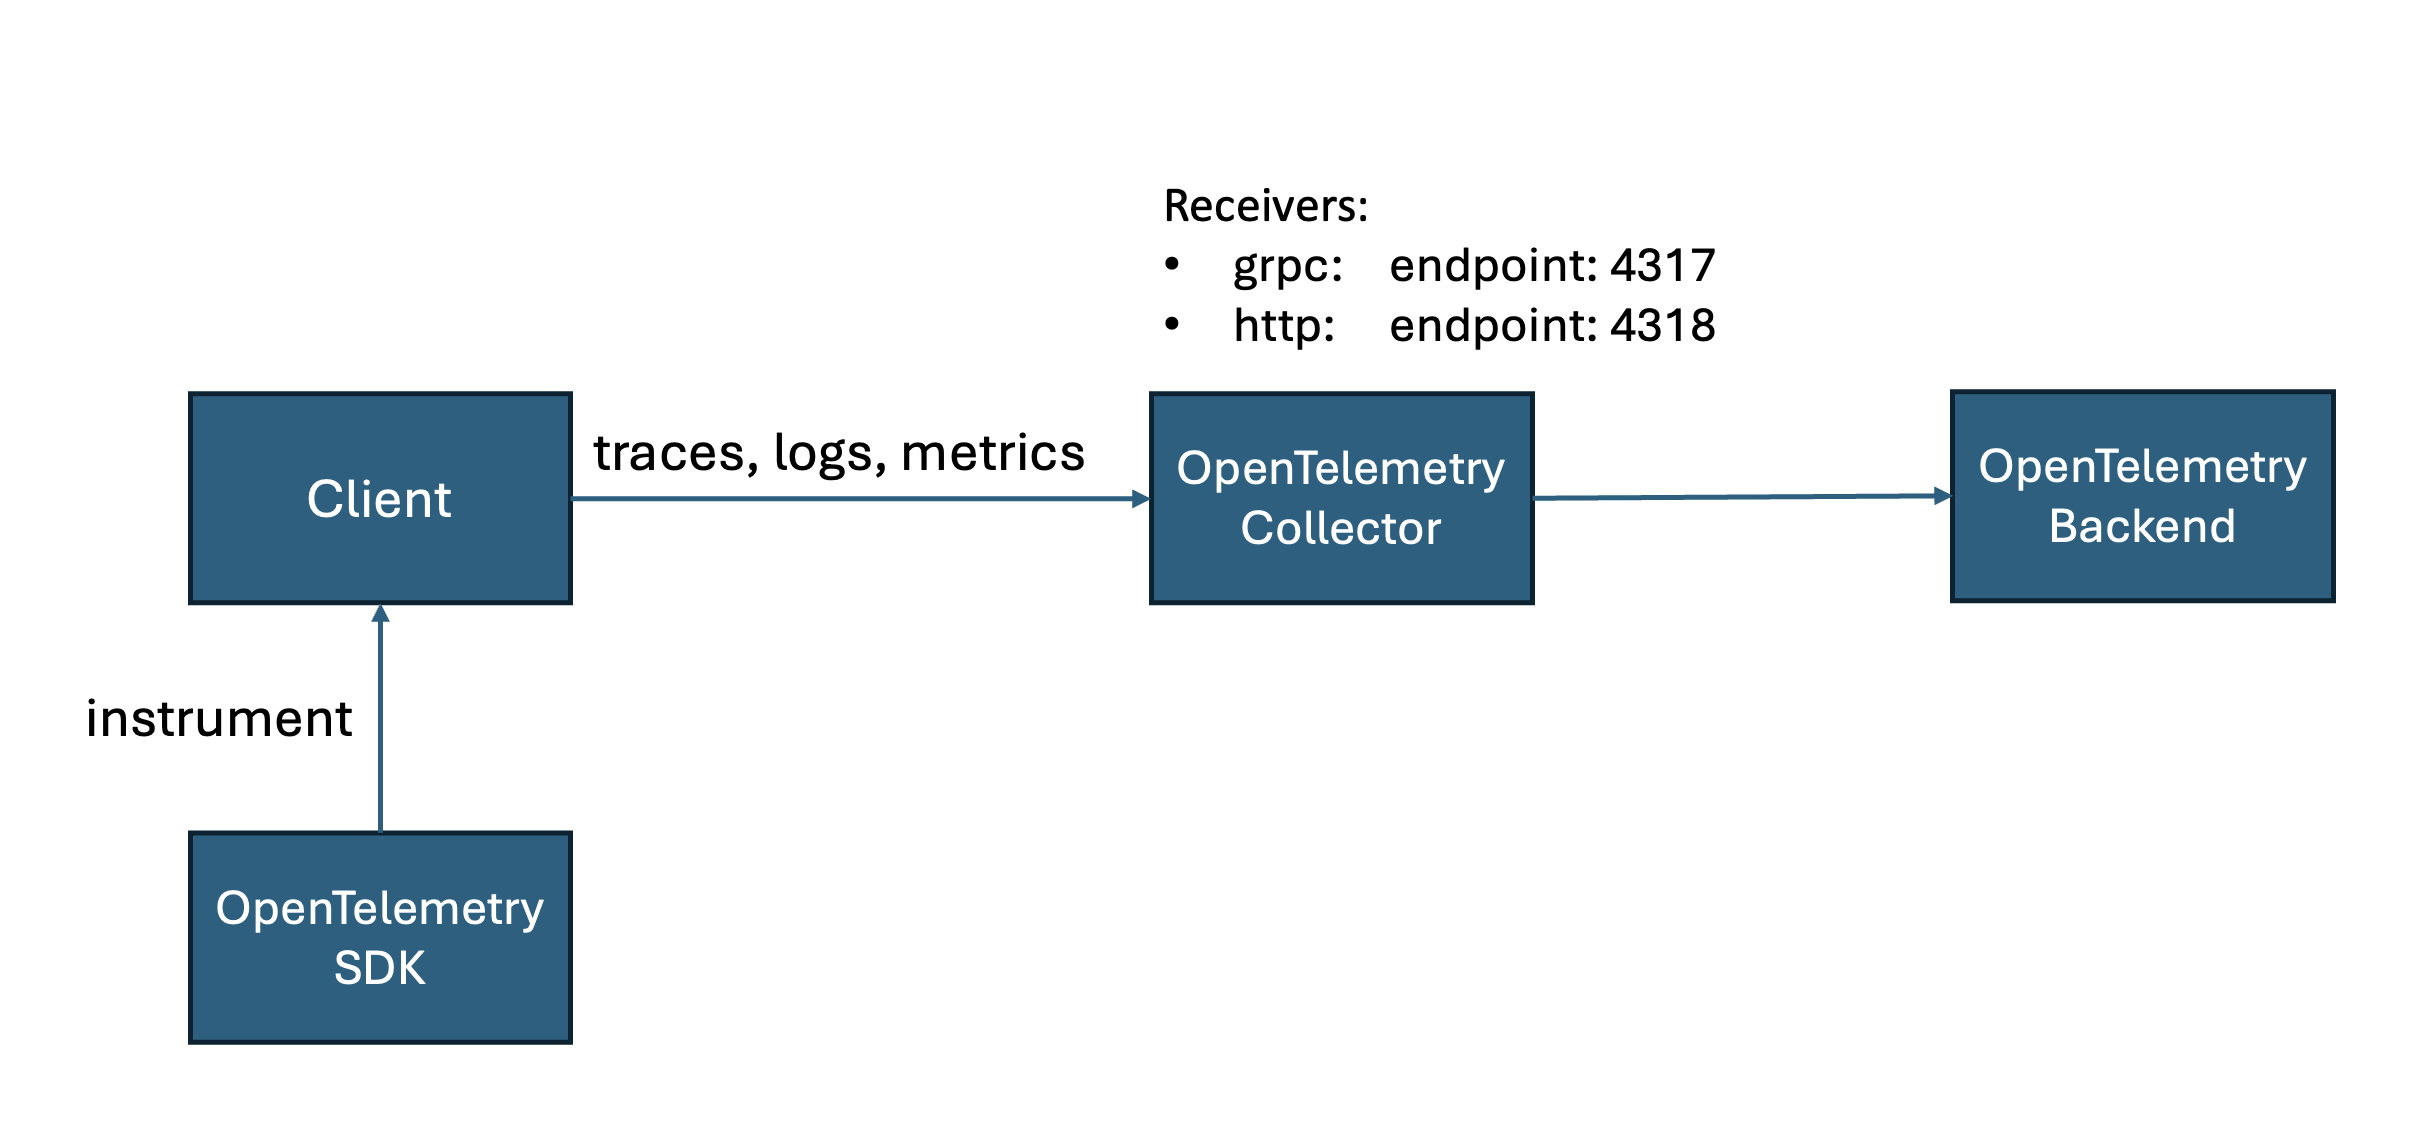 Receivers:
• grpc: endpoint: 4317
• http: endpoint: 4318
Client
traces, logs, metrics
OpenTelemetry
Collector
OpenTelemetry
Backend
instrument
OpenTelemetry
SDK